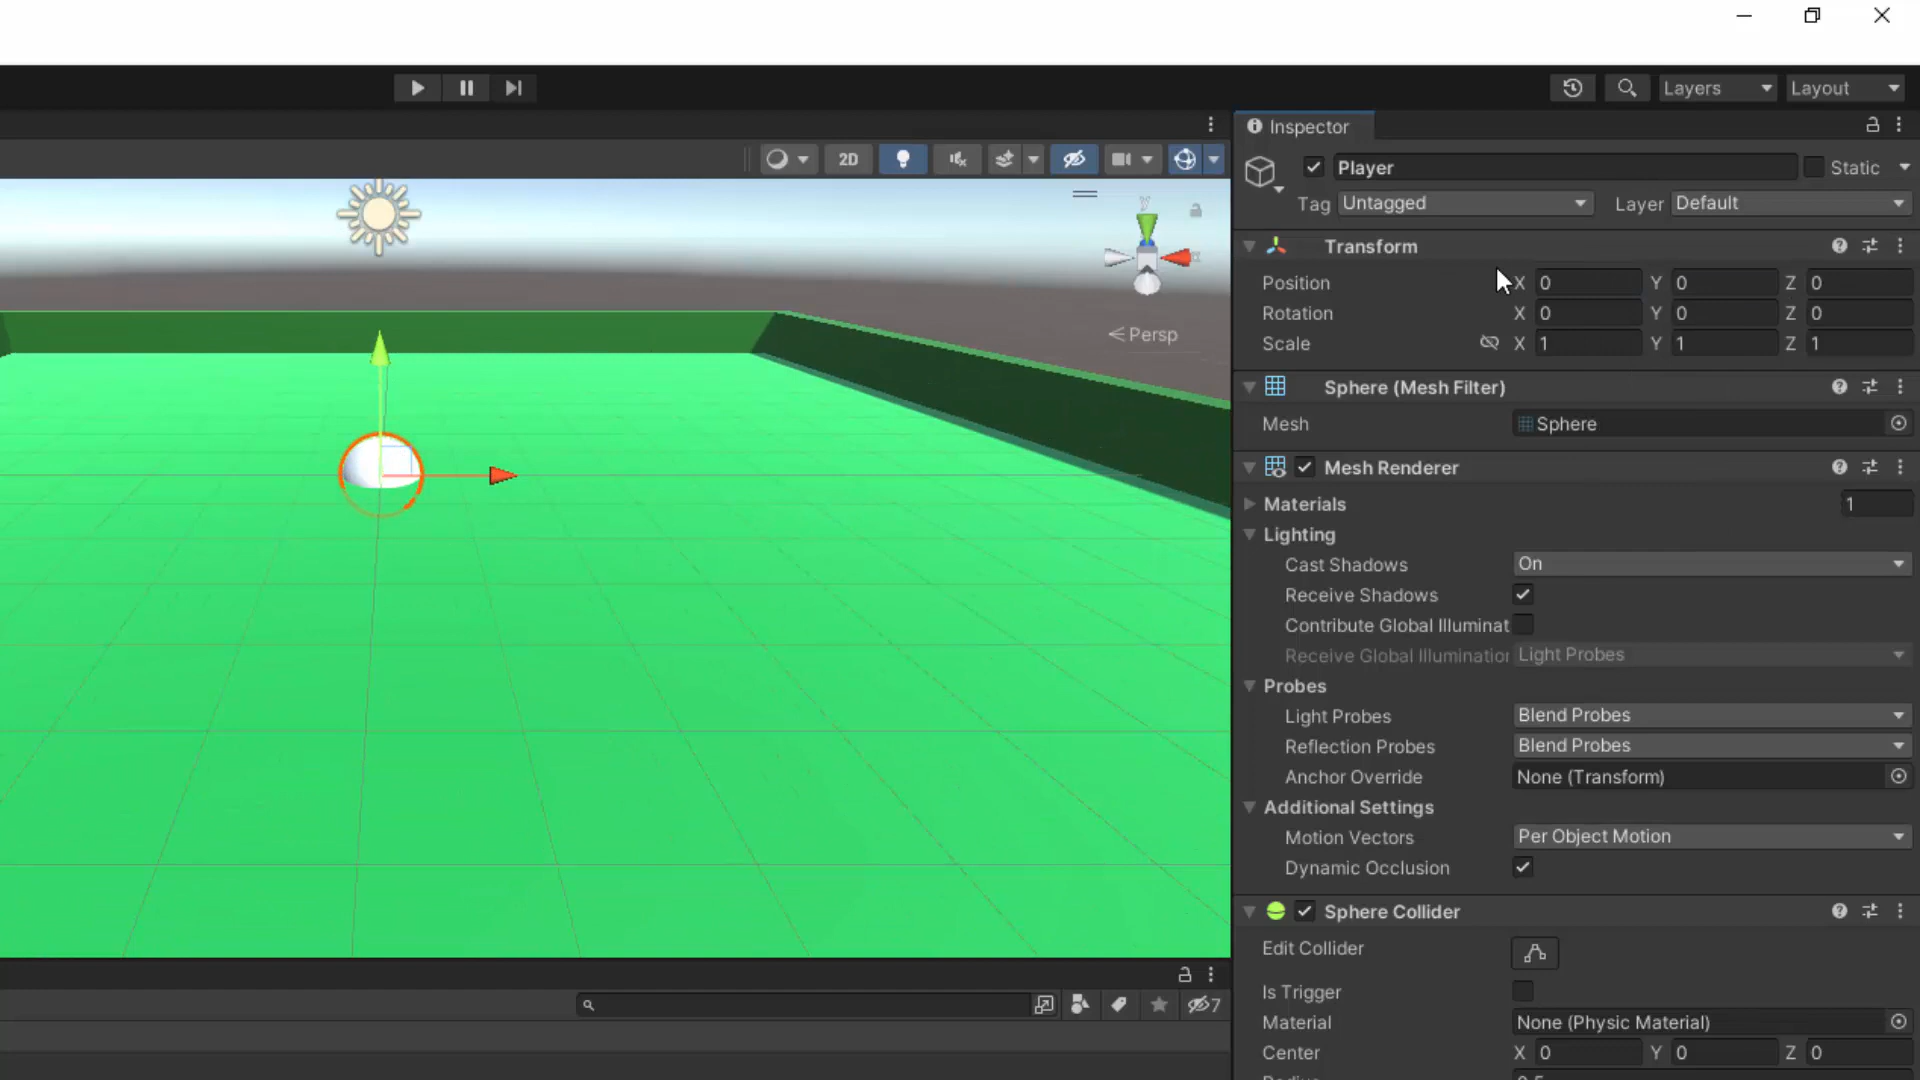 Layers
Layout
Inspector
Player
Static
Tag Untagged
Layer Default
2D
y
Persp
Transform
Position X 0 Y 0 Z 0
Rotation X 0 Y 0 Z 0
Scale X 1 Y 1 Z 1
Sphere (Mesh Filter)
Mesh Sphere
Mesh Renderer
Materials 1
Lighting
Cast Shadows On
Receive Shadows
Contribute Global Illuminat
Receive Global Illumination Light Probes
Probes
Light Probes Blend Probes
Reflection Probes Blend Probes
Anchor Override None (Transform)
Additional Settings
Motion Vectors Per Object Motion
Dynamic Occlusion
Sphere Collider
Edit Collider
Is Trigger
Material None (Physic Material)
7
Center X 0 Y 0 Z 0